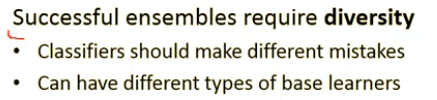 Successful ensembles require diversity
• Classifiers should make different mistakes
• Can have different types of base learners